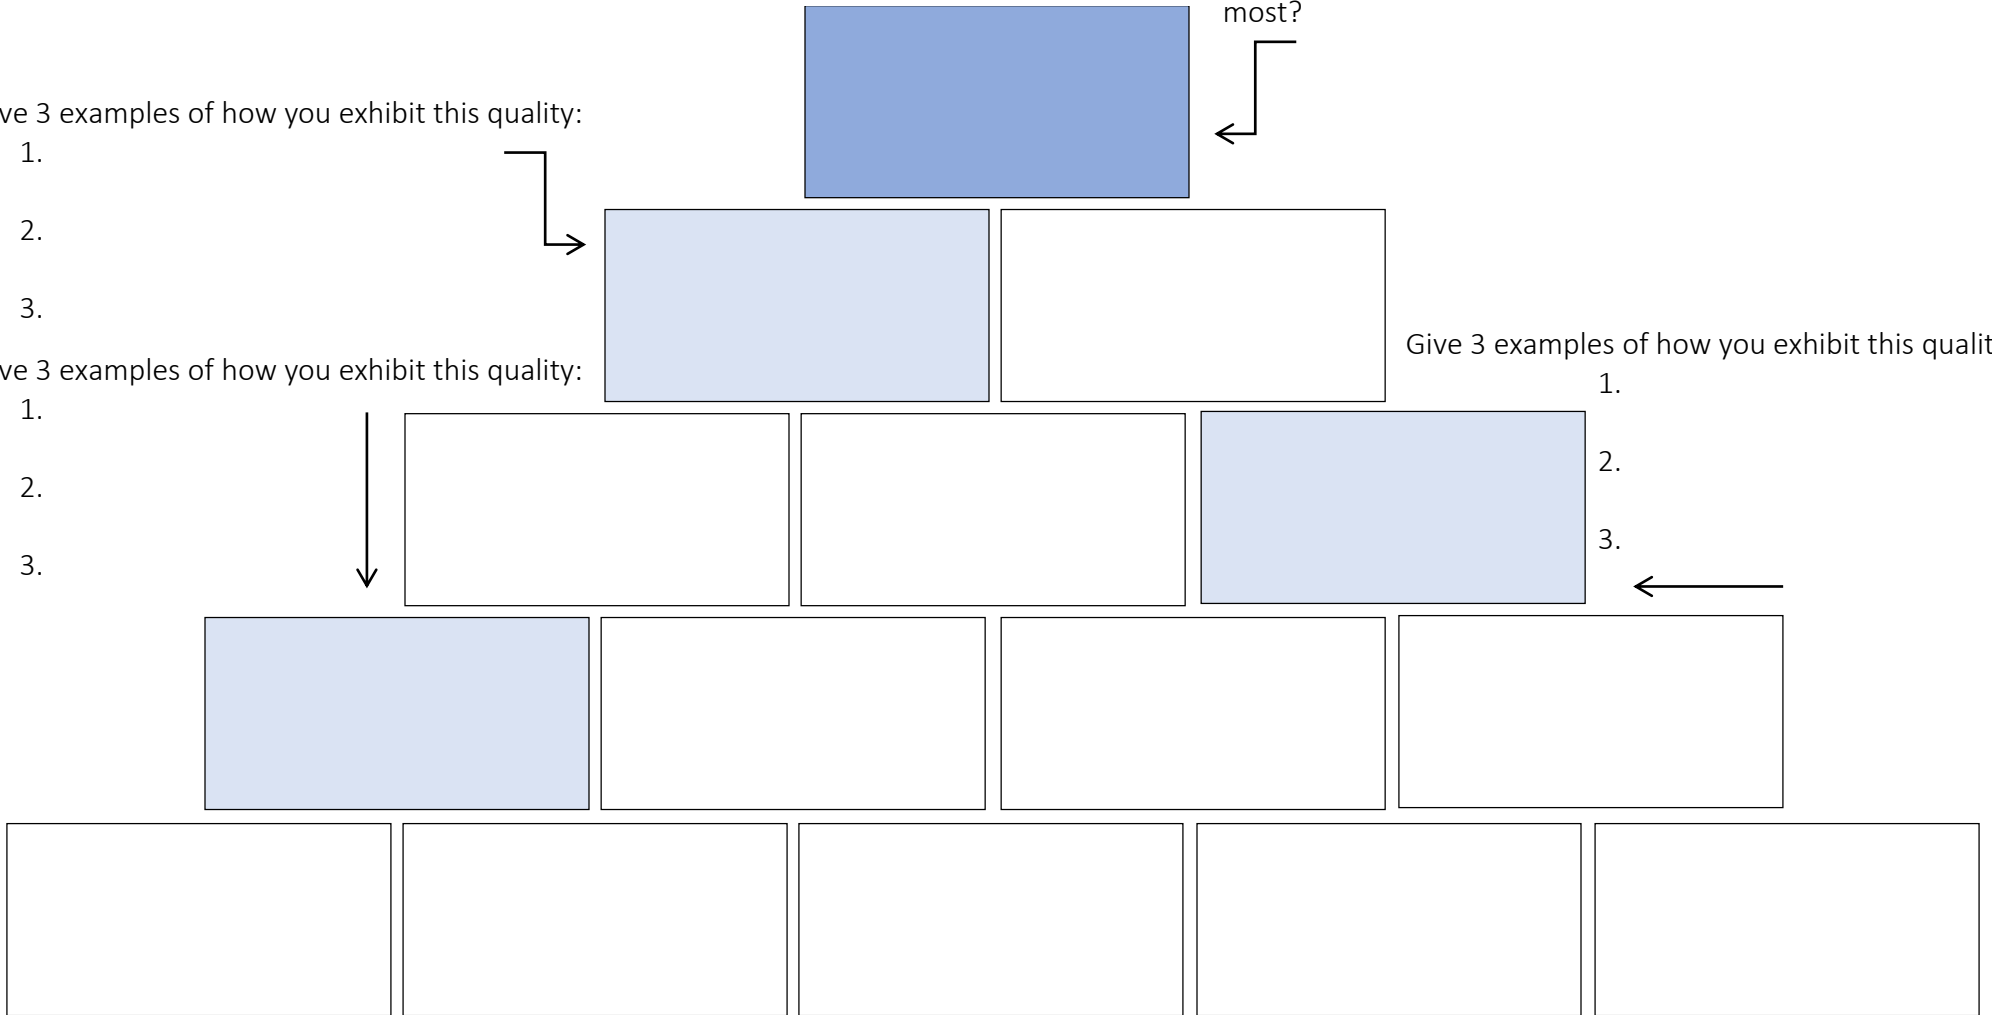 most?
ve 3 examples of how you exhibit this quality:
1.
2.
3.
ve 3 examples of how you exhibit this quality:
1.
2.
3.
Give 3 examples of how you exhibit this qualit
1.
2.
3.